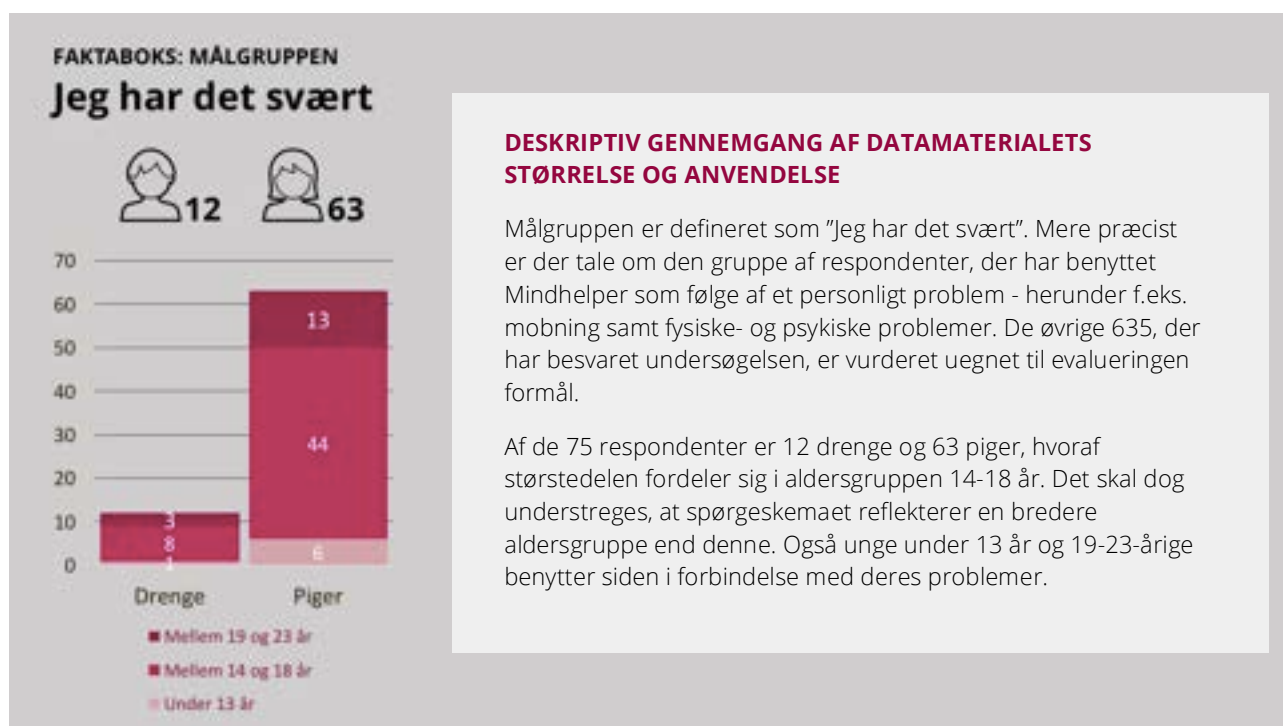 FAKTABOKS: MÅLGRUPPEN
Jeg har det svært
12
63
70
60
50
40
30
20
10
0
13
44
6
3
8
1
Drenge
Piger
Mellem 19 og 23 år
Mellem 14 og 18 år
Under 13 år
DESKRIPTIV GENNEMGANG AF DATAMATERIALETS
STØRRELSE OG ANVENDELSE
Målgruppen er defineret som ”Jeg har det svært”. Mere præcist
er der tale om den gruppe af respondenter, der har benyttet
Mindhelper som følge af et personligt problem - herunder f.eks.
mobning samt fysiske- og psykiske problemer. De øvrige 635, der
har besvaret undersøgelsen, er vurderet uegnet til evalueringen
formål.
Af de 75 respondenter er 12 drenge og 63 piger, hvoraf
størstedelen fordeler sig i aldersgruppen 14-18 år. Det skal dog
understreges, at spørgeskemaet reflekterer en bredere
aldersgruppe end denne. Også unge under 13 år og 19-23-årige
benytter siden i forbindelse med deres problemer.